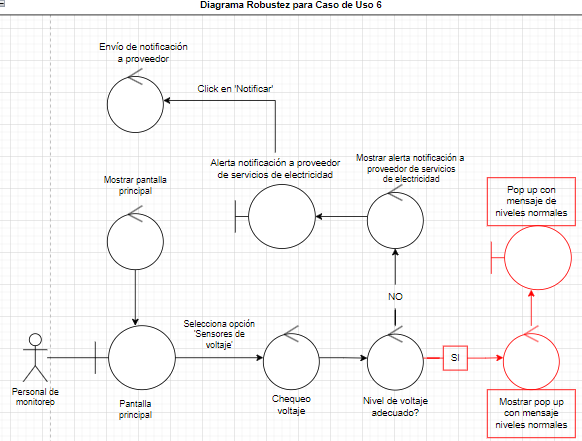 Diagrama Robustez para Caso de Uso 6
Envío de notificación
a proveedor
Click en 'Notificar'
Alerta notificación a proveedor
de servicios de electricidad
Mostrar alerta notificación a
proveedor de servicios
de electricidad
Mostrar pantalla
principal
Pop up con
mensaje de
niveles normales
NO
Selecciona opción
'Sensores de
voltaje'
SI
Personal de
monitoreo
Pantalla
principal
Chequeo
voltaje
Nivel de voltaje
adecuado?
Mostrar pop up
con mensaje
niveles normales